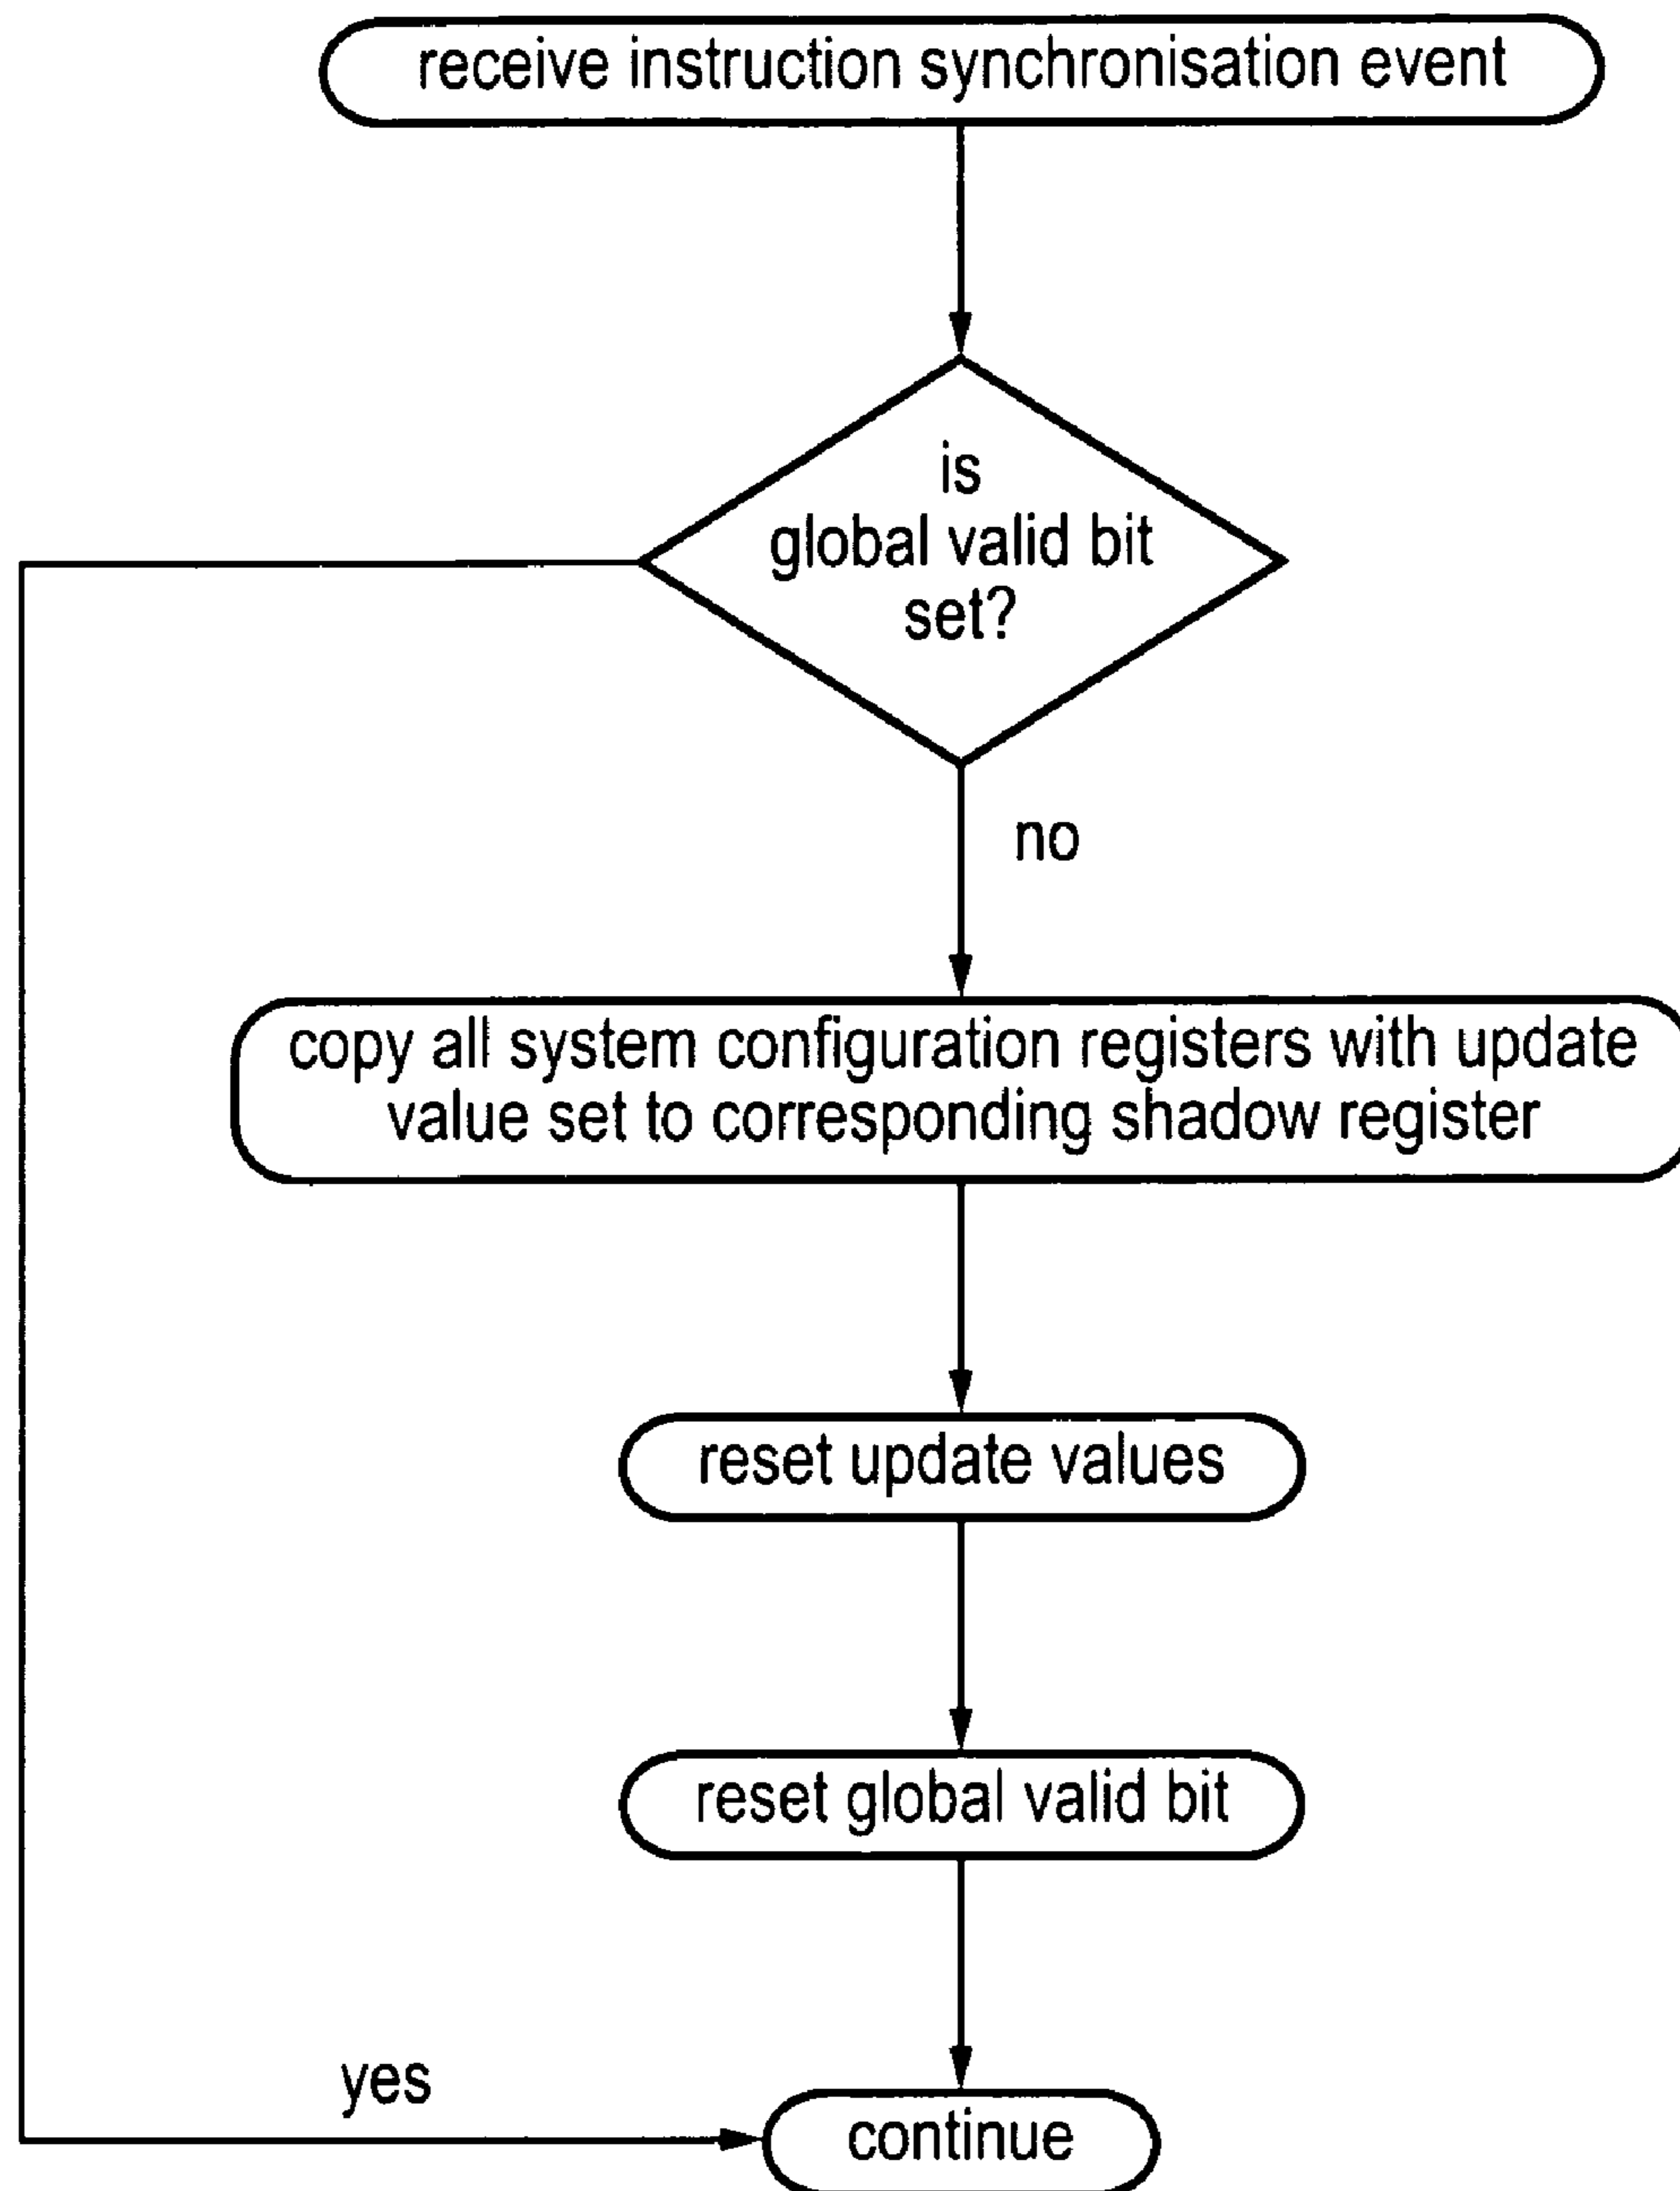 receive instruction synchronisation event
is
global valid bit
set?
no
copy all system configuration registers with update
value set to corresponding shadow register
reset update values
reset global valid bit
yes
continue